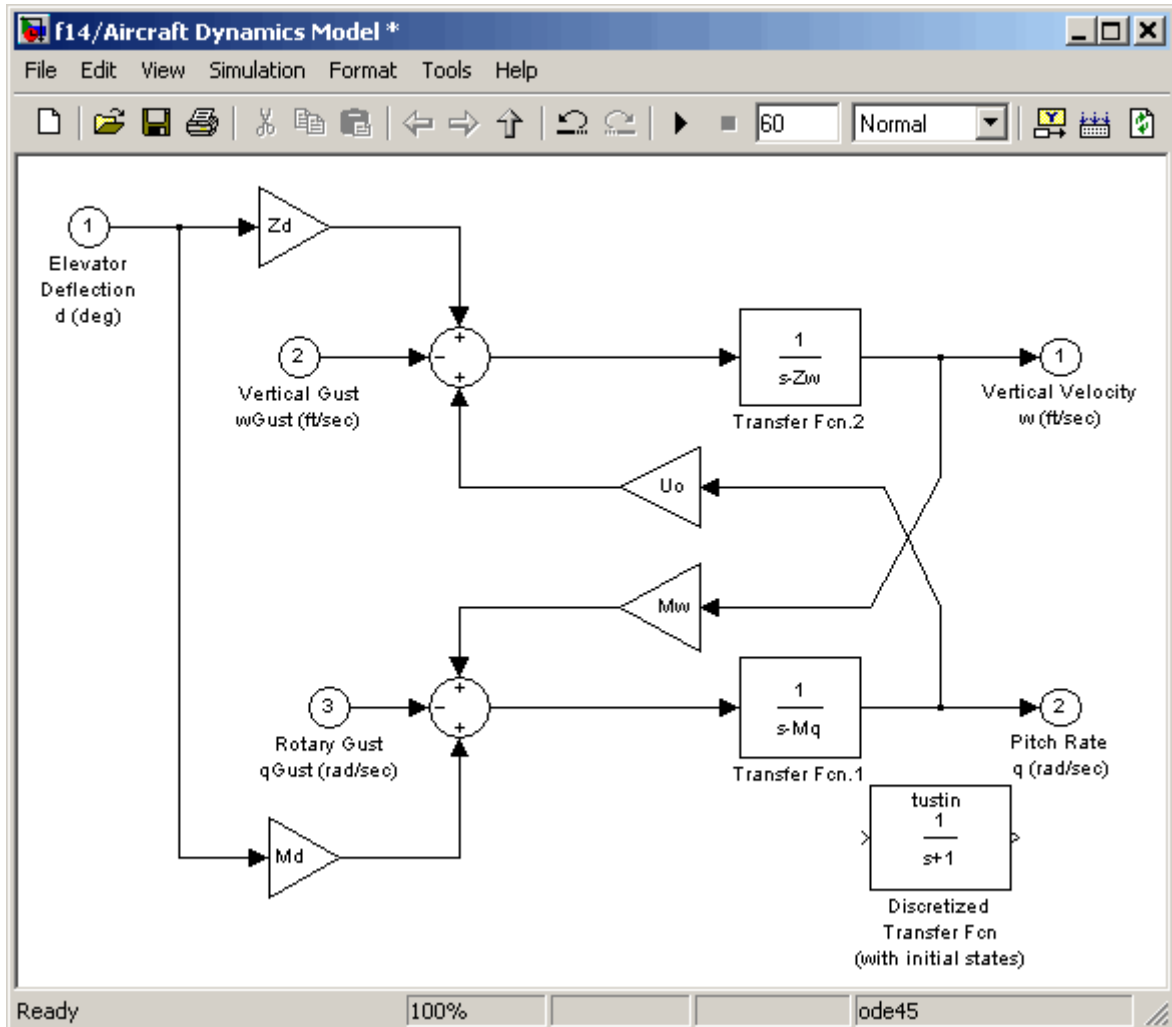 f14/Aircraft Dynamics Model *
File Edit View Simulation Format Tools Help
60 Normal
1
Elevator
Deflection
d (deg)
Zd
2
Vertical Gust
wGust (ft/sec)
+
-
+
1
s-Zw
Transfer Fcn.2
1
Vertical Velocity
w (ft/sec)
Uo
Mw
3
Rotary Gust
qGust (rad/sec)
+
-
+
1
s-Mq
Transfer Fcn.1
2
Pitch Rate
q (rad/sec)
Md
tustin
1
s+1
Discretized
Transfer Fcn
(with initial states)
Ready 100% ode45